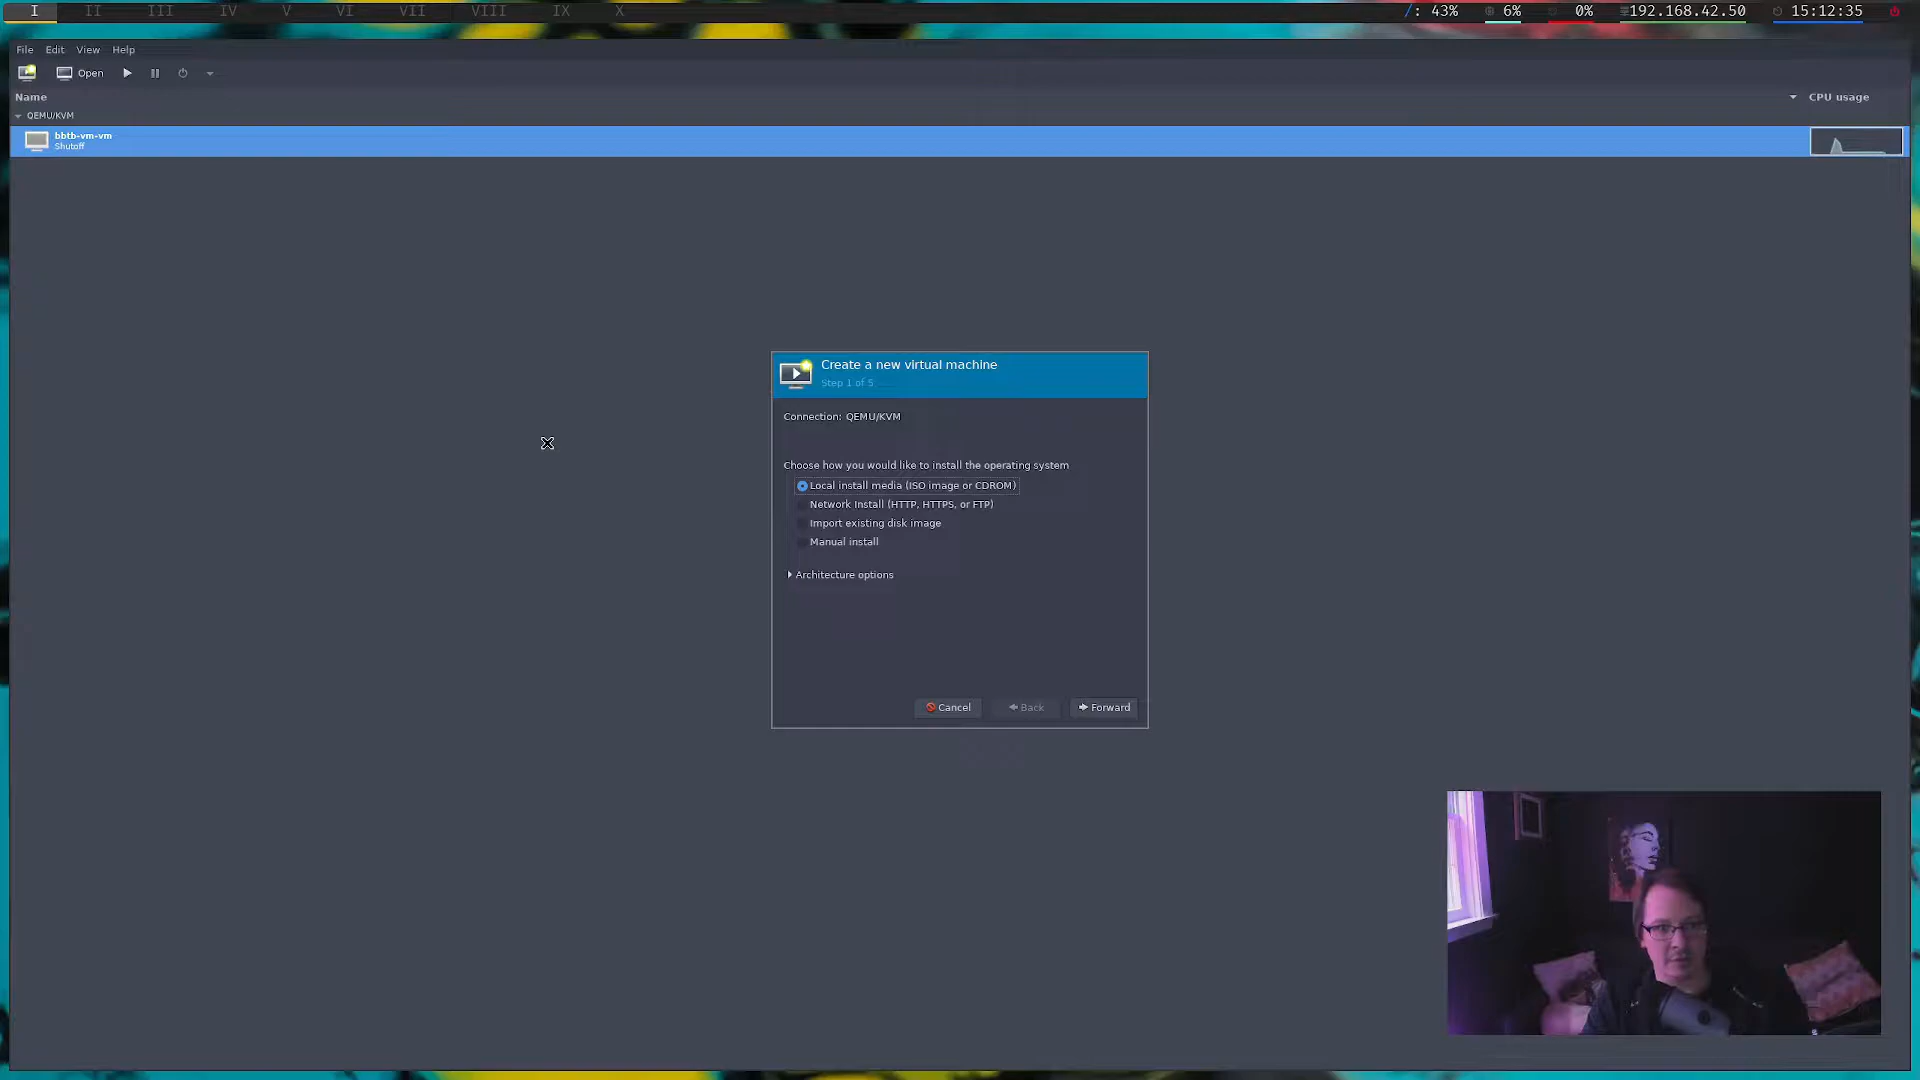 I II III IV V VI VII VIII IX X /: 43% 6% 0% 192.168.42.50 15:12:35
File Edit View Help
Open
Name CPU usage
QEMU/KVM
bbtb-vm-vm
Shutoff
Create a new virtual machine
Step 1 of 5
Connection: QEMU/KVM
Choose how you would like to install the operating system
Local install media (ISO image or CDROM)
Network Install (HTTP, HTTPS, or FTP)
Import existing disk image
Manual install
Architecture options
Cancel Back Forward